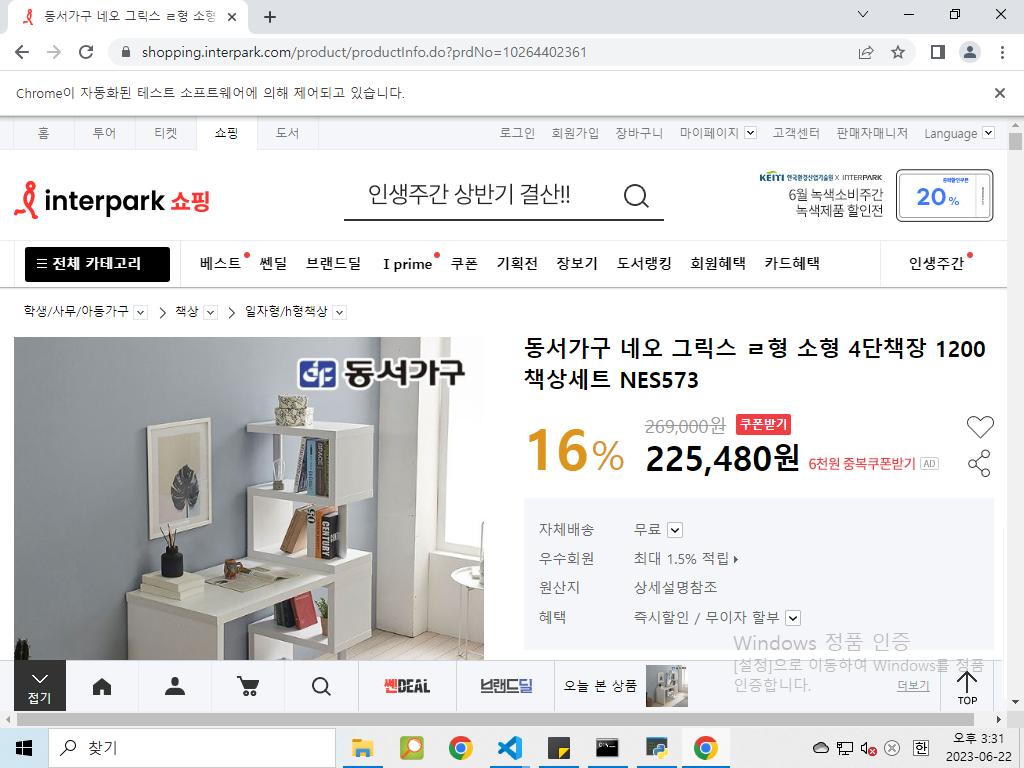 동서가구 네오 그릭스 ㄹ형 소형
shopping.interpark.com/product/productInfo.do?prdNo=10264402361
Chrome이 자동화된 테스트 소프트웨어에 의해 제어되고 있습니다.
홈 투어 티켓 쇼핑 도서 로그인 회원가입 장바구니 마이페이지 고객센터 판매자매니저 Language
interpark 쇼핑
인생주간 상반기 결산!!
KEITI 한국환경산업기술원 X INTERPARK
6월 녹색소비주간
녹색제품 할인전
20%
전체 카테고리 베스트 쎈딜 브랜드딜 I prime 쿠폰 기획전 장보기 도서랭킹 회원혜택 카드혜택 인생주간
학생/사무/아동가구 책상 일자형/h형책상
동서가구
CENTURY
동서가구 네오 그릭스 ㄹ형 소형 4단책장 1200
책상세트 NES573
16%
269,000원 쿠폰받기
225,480원 6천원 중복쿠폰받기 AD
자체배송 무료
우수회원 최대 1.5% 적립
원산지 상세설명참조
혜택 즉시할인 / 무이자 할부
Windows 정품 인증
[설정]으로 이동하여 Windows를 정품
인증합니다.
접기
쎈DEAL
브랜드딜
오늘 본 상품
더보기
TOP
찾기
한
오후 3:31
2023-06-22